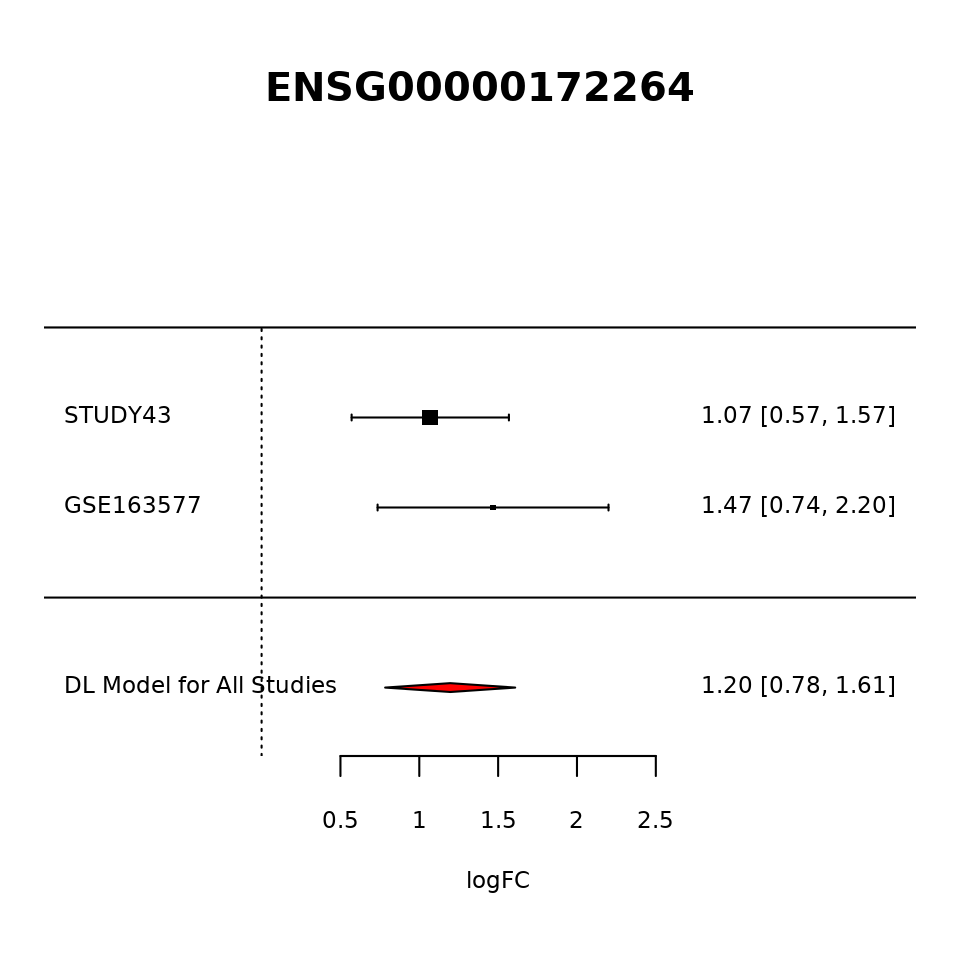 ENSG00000172264
STUDY43 1.07 [0.57, 1.57]
GSE163577 1.47 [0.74, 2.20]
DL Model for All Studies 1.20 [0.78, 1.61]
0.5 1 1.5 2 2.5
logFC